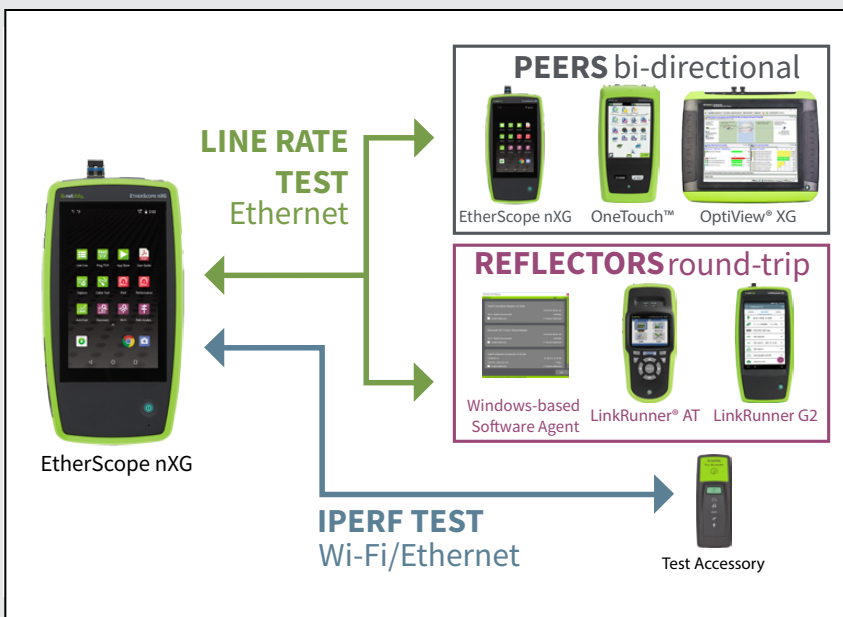 PEERS bi-directional
EtherScope nXG
OneTouch™
OptiView® XG
LINE RATE
TEST
Ethernet
REFLECTORS round-trip
Windows-based
Software Agent
LinkRunner® AT
LinkRunner G2
EtherScope nXG
EtherScope nXG
IPERF TEST
Wi-Fi/Ethernet
Test Accessory